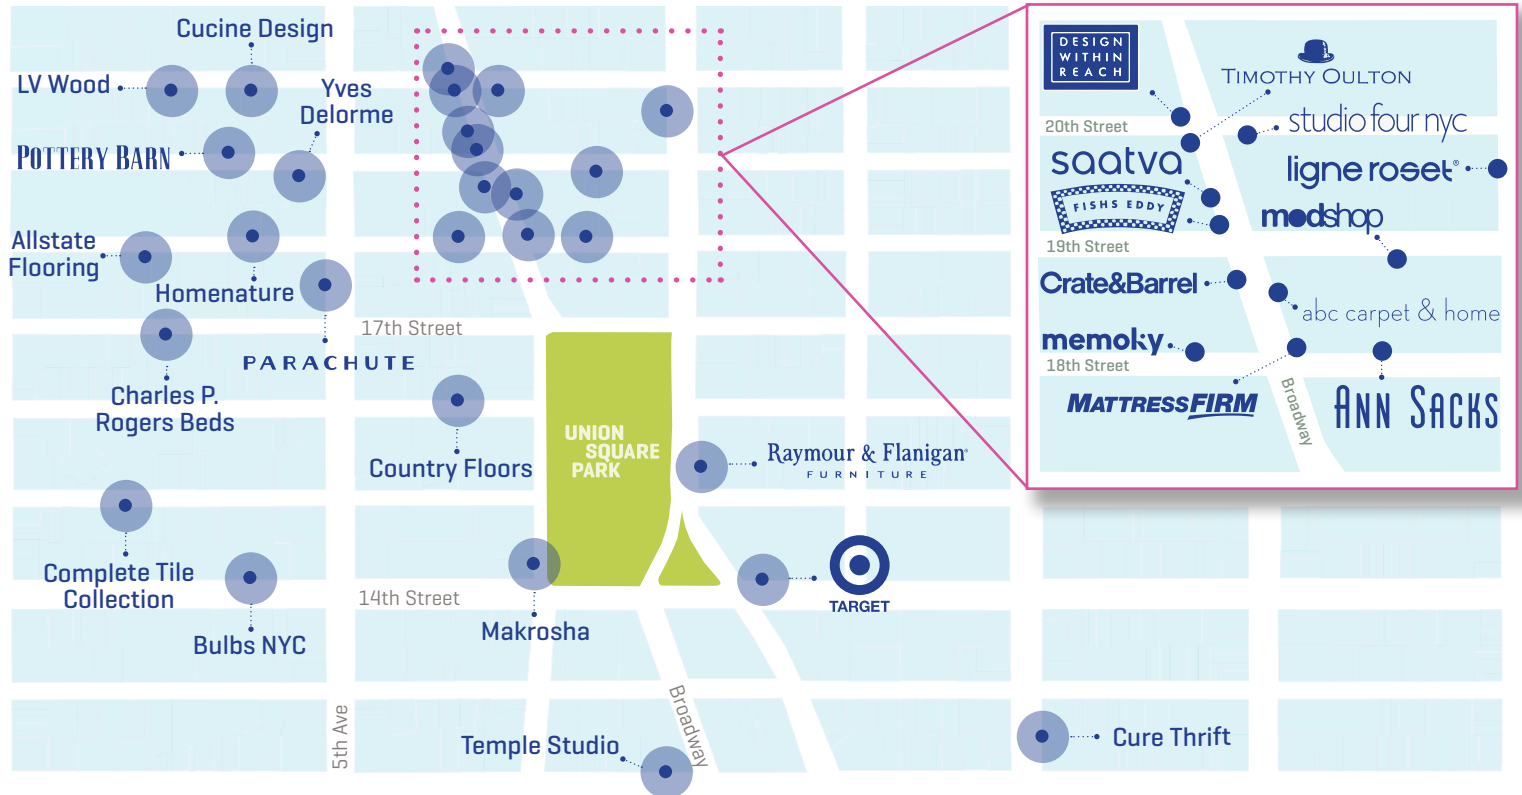 Cucine Design
LV Wood
Yves
Delorme
POTTERY BARN
Allstate
Flooring
Homenature
17th Street
PARACHUTE
Charles P.
Rogers Beds
Country Floors
UNION
SQUARE
PARK
Raymour & Flanigan®
FURNITURE
Complete Tile
Collection
14th Street
TARGET
Bulbs NYC
Makrosha
5th Ave
Broadway
Temple Studio
Cure Thrift
DESIGN
WITHIN
REACH
TIMOTHY OULTON
20th Street
studio four nyc
saatva
ligne roset®
FISHS EDDY
modshop
19th Street
Crate&Barrel
abc carpet & home
memoky
18th Street
MATTRESSFIRM
Broadway
ANN SACKS